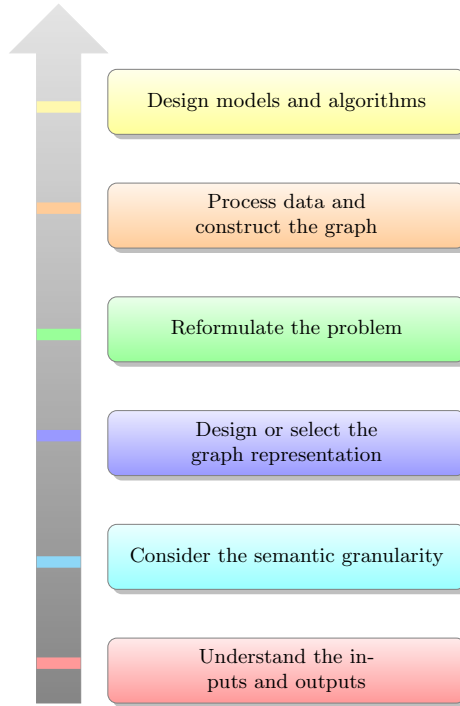 Design models and algorithms
Process data and
construct the graph
Reformulate the problem
Design or select the
graph representation
Consider the semantic granularity
Understand the in-
puts and outputs